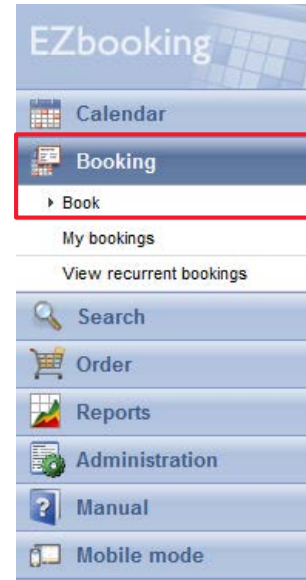 EZbooking
Calendar
Booking
Book
My bookings
View recurrent bookings
Search
Order
Reports
Administration
Manual
Mobile mode